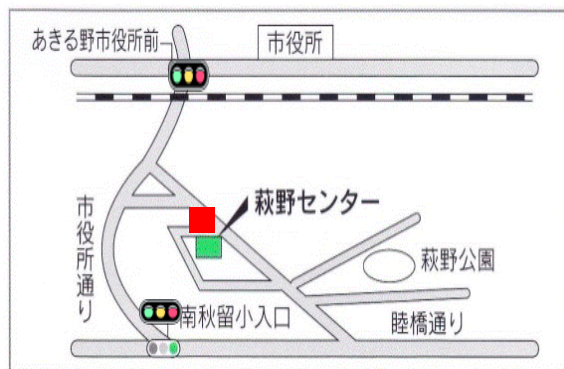 あきる野市役所前
市役所
萩野センター
市役所通り
萩野公園
南秋留小入口
睦橋通り